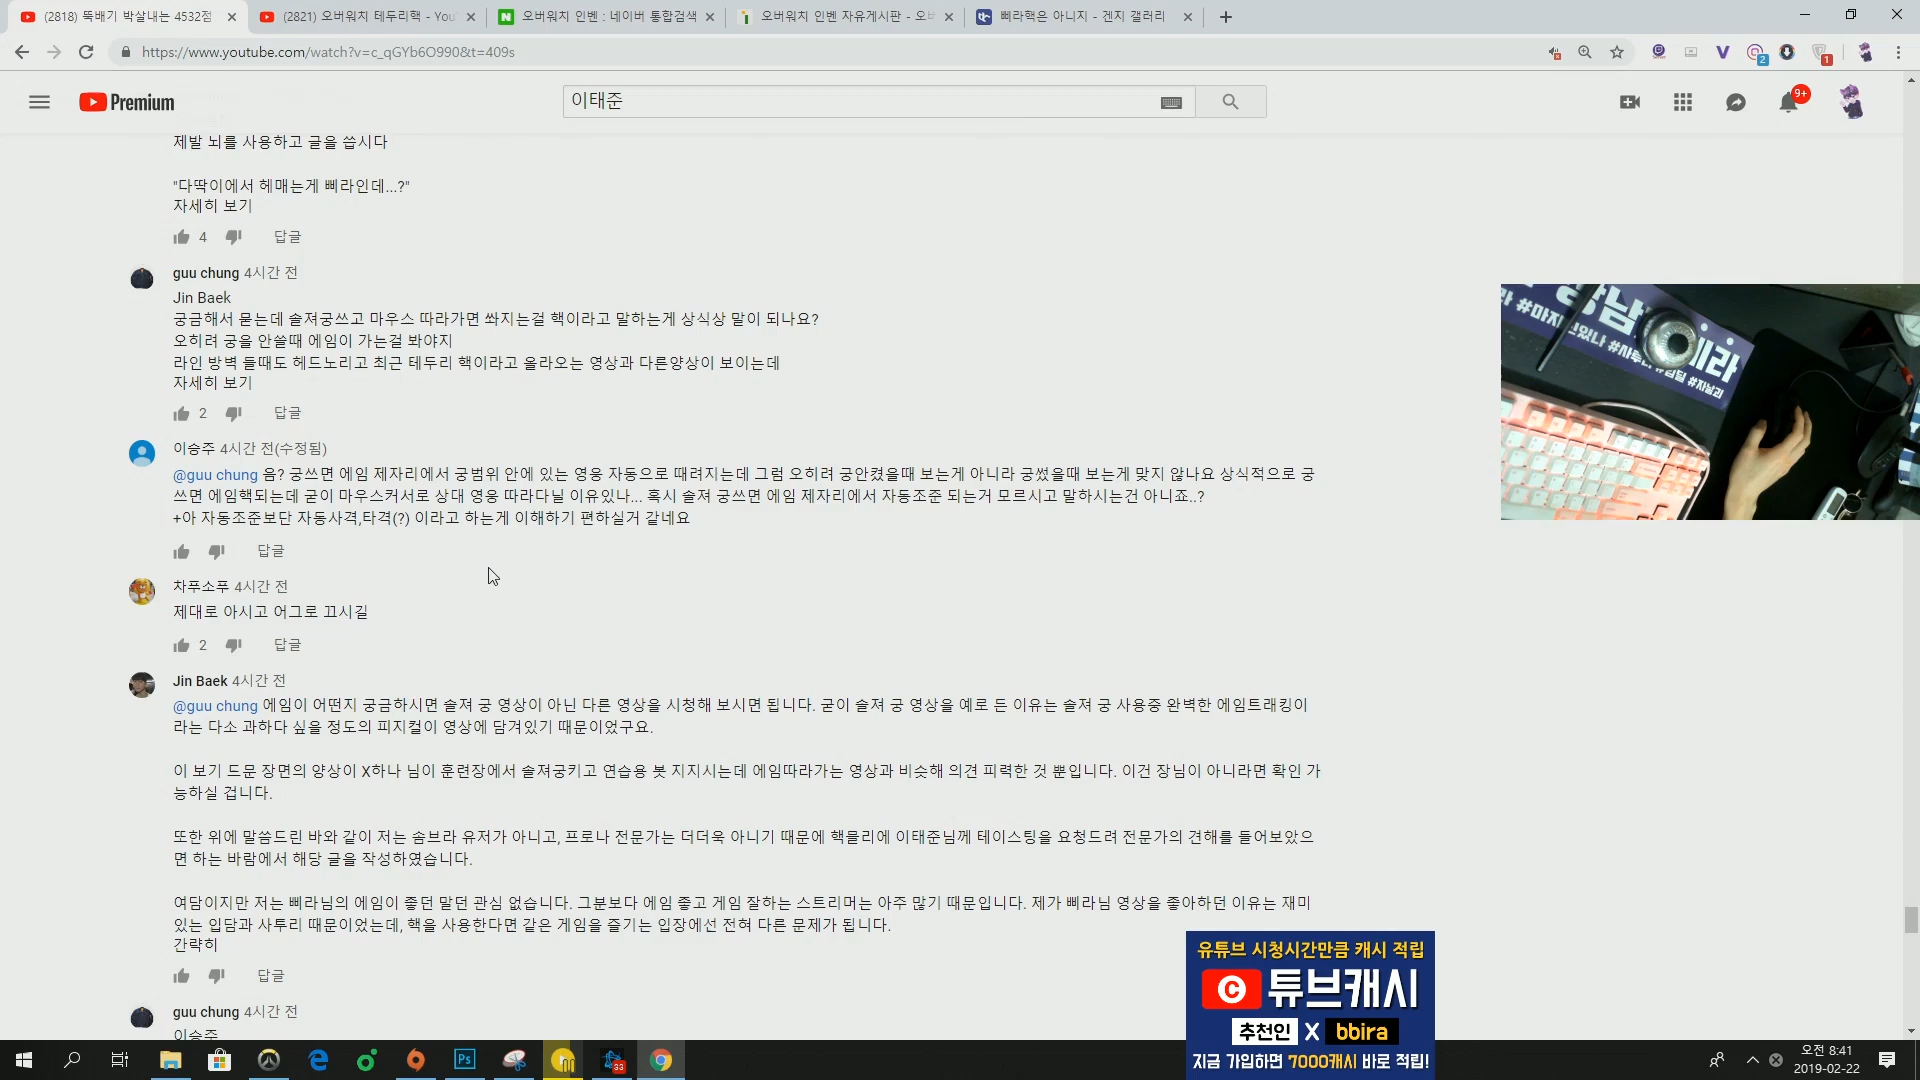 (2818) 뚝배기 박살내는 4532점
(2821) 오버워치 테두리핵 - You
오버워치 인벤 : 네이버 통합검색
오버워치 인벤 자유게시판 - 오버
삐라핵은 아니지 - 겐지 갤러리
https://www.youtube.com/watch?v=c_qGYb6O990&t=409s
2
1
Premium
이태준
9+
제발 뇌를 사용하고 글을 씁시다
"다딱이에서 헤매는게 삐라인데...?"
자세히 보기
4 답글
guu chung 4시간 전
Jin Baek
궁금해서 묻는데 솔져궁쓰고 마우스 따라가면 쏴지는걸 핵이라고 말하는게 상식상 말이 되나요?
오히려 궁을 안쓸때 에임이 가는걸 봐야지
라인 방벽 들때도 헤드노리고 최근 테두리 핵이라고 올라오는 영상과 다른양상이 보이는데
자세히 보기
2 답글
이승주 4시간 전(수정됨)
@guu chung 음? 궁쓰면 에임 제자리에서 궁범위 안에 있는 영웅 자동으로 때려지는데 그럼 오히려 궁안켰을때 보는게 아니라 궁썼을때 보는게 맞지 않나요 상식적으로 궁
쓰면 에임핵되는데 굳이 마우스커서로 상대 영웅 따라다닐 이유있나... 혹시 솔져 궁쓰면 에임 제자리에서 자동조준 되는거 모르시고 말하시는건 아니죠..?
+아 자동조준보단 자동사격,타격(?) 이라고 하는게 이해하기 편하실거 같네요
답글
차푸소푸 4시간 전
제대로 아시고 어그로 끄시길
2 답글
Jin Baek 4시간 전
@guu chung 에임이 어떤지 궁금하시면 솔져 궁 영상이 아닌 다른 영상을 시청해 보시면 됩니다. 굳이 솔져 궁 영상을 예로 든 이유는 솔져 궁 사용중 완벽한 에임트래킹이
라는 다소 과하다 싶을 정도의 피지컬이 영상에 담겨있기 때문이었구요.
이 보기 드문 장면의 양상이 X하나 님이 훈련장에서 솔져궁키고 연습용 봇 지지시는데 에임따라가는 영상과 비슷해 의견 피력한 것 뿐입니다. 이건 장님이 아니라면 확인 가
능하실 겁니다.
또한 위에 말씀드린 바와 같이 저는 솜브라 유저가 아니고, 프로나 전문가는 더더욱 아니기 때문에 핵믈리에 이태준님께 테이스팅을 요청드려 전문가의 견해를 들어보았으
면 하는 바람에서 해당 글을 작성하였습니다.
여담이지만 저는 삐라님의 에임이 좋던 말던 관심 없습니다. 그분보다 에임 좋고 게임 잘하는 스트리머는 아주 많기 때문입니다. 제가 삐라님 영상을 좋아하던 이유는 재미
있는 입담과 사투리 때문이었는데, 핵을 사용한다면 같은 게임을 즐기는 입장에선 전혀 다른 문제가 됩니다.
간략히
답글
guu chung 4시간 전
이승주
유튜브 시청시간만큼 캐시 적립
C 튜브캐시
추천인 X bbira
지금 가입하면 7000캐시 바로 적립!
Ps
33
오전 8:41
2019-02-22